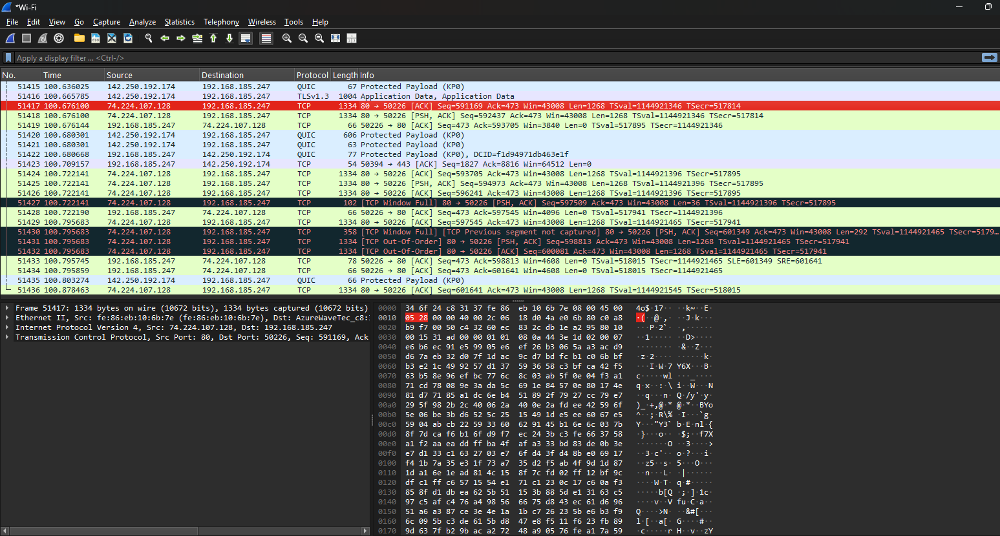 *Wi-Fi
File Edit View Go Capture Analyze Statistics Telephony Wireless Tools Help
Apply a display filter ... <Ctrl-/>
No. Time Source Destination Protocol Length Info
51415 100.636025 142.250.192.174 192.168.185.247 QUIC 67 Protected Payload (KP0)
51416 100.665785 142.250.192.174 192.168.185.247 TLSv1.3 1004 Application Data, Application Data
51417 100.676100 74.224.107.128 192.168.185.247 TCP 1334 80 → 50226 [ACK] Seq=591169 Ack=473 Win=43008 Len=1268 TSval=1144921346 TSecr=517814
51418 100.676100 74.224.107.128 192.168.185.247 TCP 1334 80 → 50226 [PSH, ACK] Seq=592437 Ack=473 Win=43008 Len=1268 TSval=1144921346 TSecr=517814
51419 100.676144 192.168.185.247 74.224.107.128 TCP 66 50226 → 80 [ACK] Seq=473 Ack=593705 Win=3840 Len=0 TSval=517895 TSecr=1144921346
51420 100.680301 142.250.192.174 192.168.185.247 QUIC 606 Protected Payload (KP0)
51421 100.680301 142.250.192.174 192.168.185.247 QUIC 63 Protected Payload (KP0)
51422 100.680668 192.168.185.247 142.250.192.174 QUIC 77 Protected Payload (KP0), DCID=f1d94971db463e1f
51423 100.709157 192.168.185.247 142.250.192.174 TCP 54 50394 → 443 [ACK] Seq=1827 Ack=8816 Win=64512 Len=0
51424 100.722141 74.224.107.128 192.168.185.247 TCP 1334 80 → 50226 [ACK] Seq=593705 Ack=473 Win=43008 Len=1268 TSval=1144921396 TSecr=517895
51425 100.722141 74.224.107.128 192.168.185.247 TCP 1334 80 → 50226 [PSH, ACK] Seq=594973 Ack=473 Win=43008 Len=1268 TSval=1144921396 TSecr=517895
51426 100.722141 74.224.107.128 192.168.185.247 TCP 1334 80 → 50226 [ACK] Seq=596241 Ack=473 Win=43008 Len=1268 TSval=1144921396 TSecr=517895
51427 100.722141 74.224.107.128 192.168.185.247 TCP 102 [TCP Window Full] 80 → 50226 [PSH, ACK] Seq=597509 Ack=473 Win=43008 Len=36 TSval=1144921396 TSecr=517895
51428 100.722190 192.168.185.247 74.224.107.128 TCP 66 50226 → 80 [ACK] Seq=473 Ack=597545 Win=4096 Len=0 TSval=517941 TSecr=1144921396
51429 100.795683 74.224.107.128 192.168.185.247 TCP 1334 80 → 50226 [ACK] Seq=597545 Ack=473 Win=43008 Len=1268 TSval=1144921465 TSecr=517941
51430 100.795683 74.224.107.128 192.168.185.247 TCP 358 [TCP Window Full] [TCP Previous segment not captured] 80 → 50226 [PSH, ACK] Seq=601349 Ack=473 Win=43008 Len=292 TSval=1144921465 TSecr=5179...
51431 100.795683 74.224.107.128 192.168.185.247 TCP 1334 [TCP Out-Of-Order] 80 → 50226 [PSH, ACK] Seq=598813 Ack=473 Win=43008 Len=1268 TSval=1144921465 TSecr=517941
51432 100.795683 74.224.107.128 192.168.185.247 TCP 1334 [TCP Out-Of-Order] 80 → 50226 [ACK] Seq=600081 Ack=473 Win=43008 Len=1268 TSval=1144921465 TSecr=517941
51433 100.795745 192.168.185.247 74.224.107.128 TCP 78 50226 → 80 [ACK] Seq=473 Ack=598813 Win=4608 Len=0 TSval=518015 TSecr=1144921465 SLE=601349 SRE=601641
51434 100.795859 192.168.185.247 74.224.107.128 TCP 66 50226 → 80 [ACK] Seq=473 Ack=601641 Win=4608 Len=0 TSval=518015 TSecr=1144921465
51435 100.803274 142.250.192.174 192.168.185.247 QUIC 66 Protected Payload (KP0)
51436 100.878463 74.224.107.128 192.168.185.247 TCP 1334 80 → 50226 [ACK] Seq=601641 Ack=473 Win=43008 Len=1268 TSval=1144921545 TSecr=518015
Frame 51417: 1334 bytes on wire (10672 bits), 1334 bytes captured (10672 bits)
Ethernet II, Src: fe:86:eb:10:6b:7e (fe:86:eb:10:6b:7e), Dst: AzureWaveTec_c8:
Internet Protocol Version 4, Src: 74.224.107.128, Dst: 192.168.185.247
Transmission Control Protocol, Src Port: 80, Dst Port: 50226, Seq: 591169, Ack
0000 34 6f 24 c8 31 37 fe 86 eb 10 6b 7e 08 00 45 00 4o$·17·· ··k~··E·
0010 05 28 00 00 40 00 2c 06 18 d0 4a e0 6b 80 c0 a8 ·(··@·,· ··J·k···
0020 b9 f7 00 50 c4 32 60 ec 83 2c db 1e a2 95 80 10 ···P·2`· ·,······
0030 00 15 31 ad 00 00 01 01 08 0a 44 3e 1d 02 00 07 ··1····· ··D>····
0040 e6 b6 ec 91 e5 99 05 e6 ef 26 b3 06 5a a3 ac d9 ········ ·&··Z···
0050 d6 7a eb 32 d0 7f 1d ac 9c d7 bd fc b1 c0 6b bf ·z·2···· ······k·
0060 b3 e2 1c 49 92 57 d1 37 59 36 58 c3 bf ca 42 f5 ···I·W·7 Y6X···B·
0070 63 b5 8e 96 ef bc 77 6c 8c 03 ab 5f 0e 04 f3 a1 c·····wl ···_····
0080 71 cd 78 08 9e 3a da 5c 69 1e 84 57 0e 80 17 4e q·x··:·\ i··W···N
0090 81 d7 71 85 a1 dc 6e b4 51 89 2f 79 27 cc 79 e7 ··q···n· Q·/y'·y·
00a0 29 5f 98 2b 2c 40 06 2a 40 0e 2a fd ee 42 59 6f )_·+,@·* @·*··BYo
00b0 5e 06 be 3b d6 52 5c 25 15 49 1d e5 ee 60 67 e5 ^··;·R\% ·I···`g·
00c0 59 04 ab cb 22 59 33 60 62 91 45 b1 6e 6c 03 7b Y···"Y3` b·E·nl·{
00d0 8f 7d ca f6 b1 6f d9 f7 ec 24 3b c3 fe 66 37 58 ·}···o·· ·$;··f7X
00e0 a1 f2 aa ea dd ff ba 4f af a3 33 bd 83 de 0b 3e ·······O ··3····>
00f0 e7 d1 33 c1 63 27 03 e7 6f d4 3f d4 8b e0 69 17 ··3·c'·· o·?···i·
0100 f4 1b 7a 35 e3 1f 73 a7 35 d2 f5 ab 4f 9d 1d 87 ··z5··s· 5···O···
0110 1d a1 6e 1e ad 81 4c 15 8f 7c fd 02 ff 12 bf 9c ··n···L· ·|······
0120 df c1 ff c6 57 15 54 e1 71 c1 23 0c 17 c6 0a f3 ····W·T· q·#·····
0130 85 8f d1 db ea 62 5b 51 15 3b 88 5d e1 31 63 c5 ·····b[Q ·;·]·1c·
0140 97 c5 af c4 76 a4 98 56 66 75 d8 43 ec 61 d6 96 ····v··V fu·C·a··
0150 51 a6 a3 87 ce 3e 4e 1a 1b c7 26 23 5b e6 b3 f9 Q····>N· ··&#[···
0160 6c 09 5b c3 de 61 5b d8 47 e8 f5 11 f6 23 fb 89 l·[··a[· G····#··
0170 9d 63 7f b2 9b ac a2 72 48 a9 05 76 fe a1 7a 59 ·c·····r H··v··zY